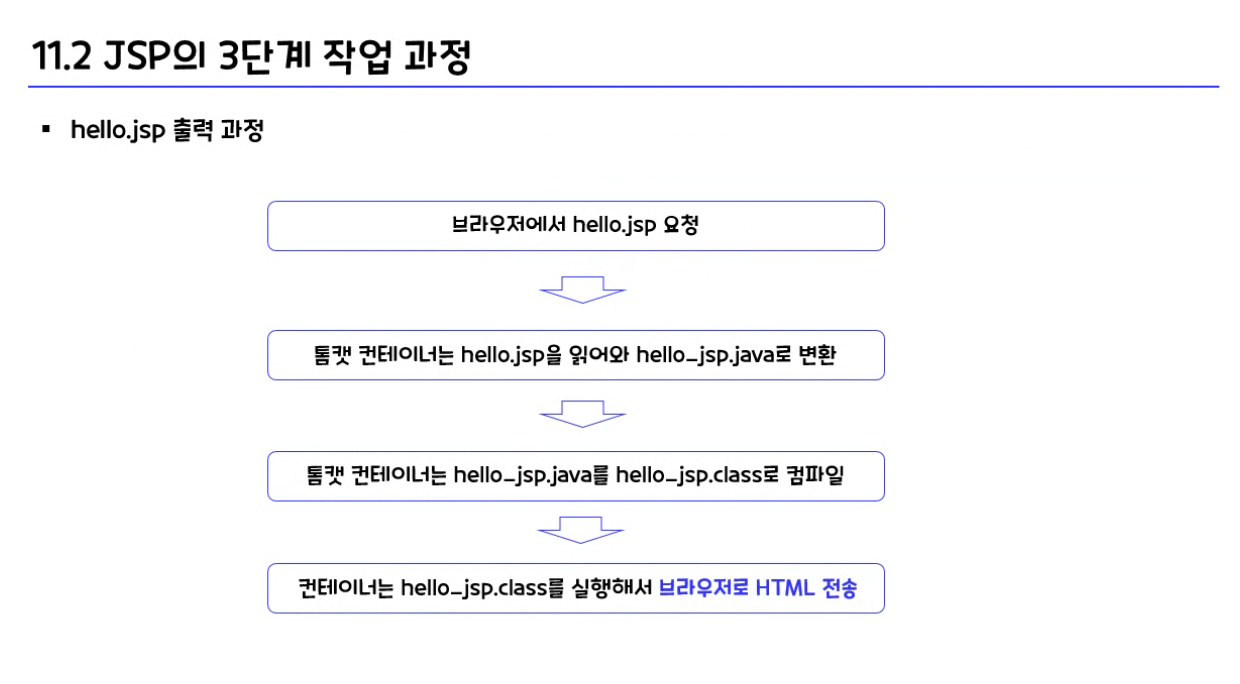 11.2 JSP의 3단계 작업 과정
▪ hello.jsp 출력 과정
브라우저에서 hello.jsp 요청
톰캣 컨테이너는 hello.jsp을 읽어와 hello_jsp.java로 변환
톰캣 컨테이너는 hello_jsp.java를 hello_jsp.class로 컴파일
컨테이너는 hello_jsp.class를 실행해서 브라우저로 HTML 전송